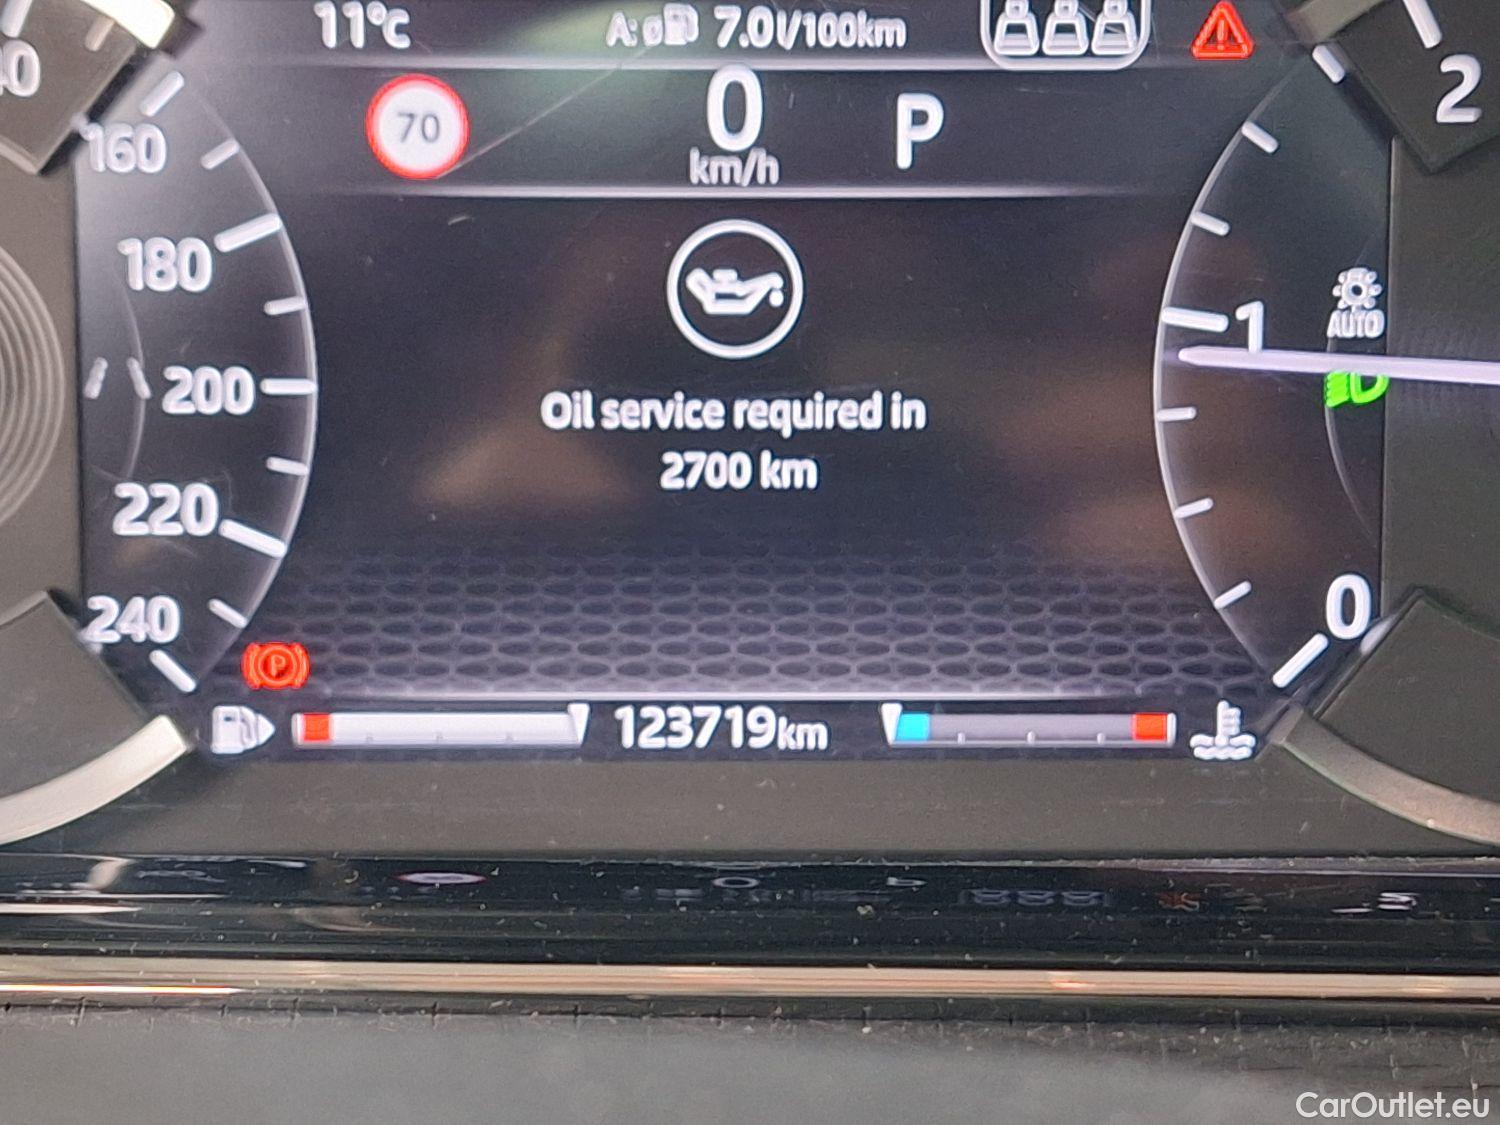 11°C
A: ø 7.0l/100km
70
0
km/h
P
2
160
180
200
220
240
1
0
AUTO
Oil service required in
2700 km
P
123719km
CarOutlet.eu